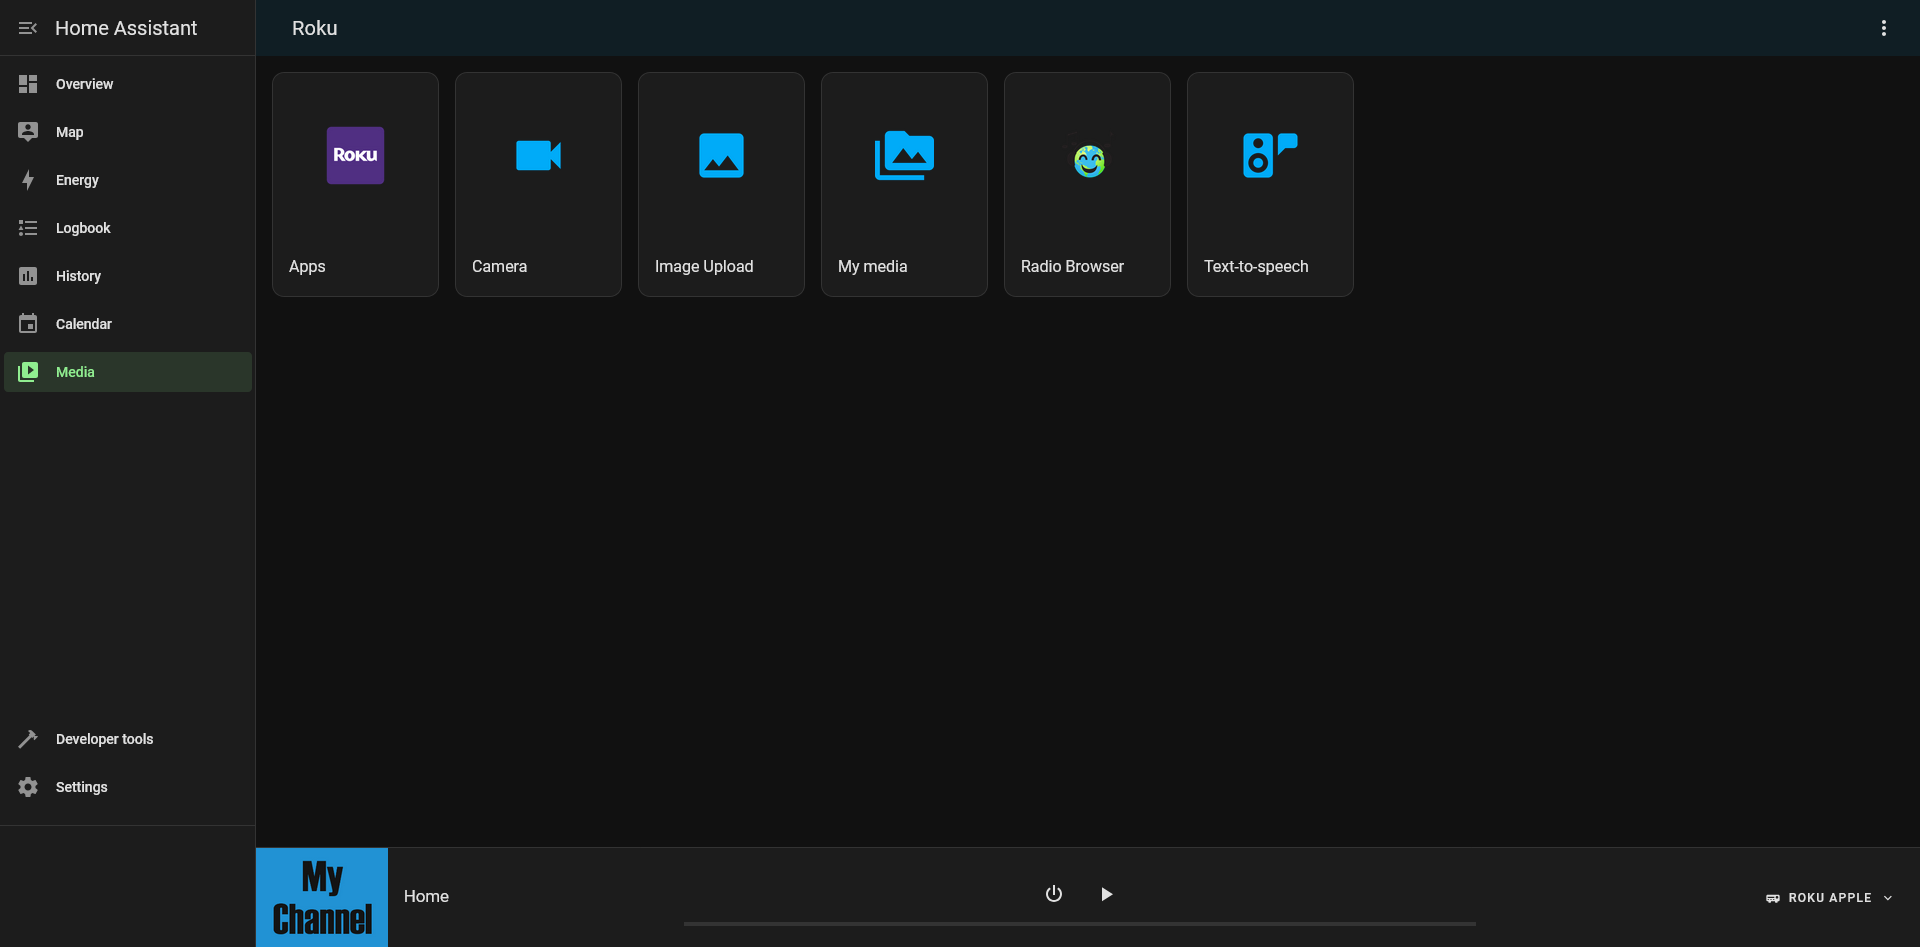 Home Assistant
Overview
Map
Energy
Logbook
History
Calendar
Media
Developer tools
Settings
Roku
Roku
Apps
Camera
Image Upload
My media
Radio Browser
Text-to-speech
My
Channel
Home
ROKU APPLE